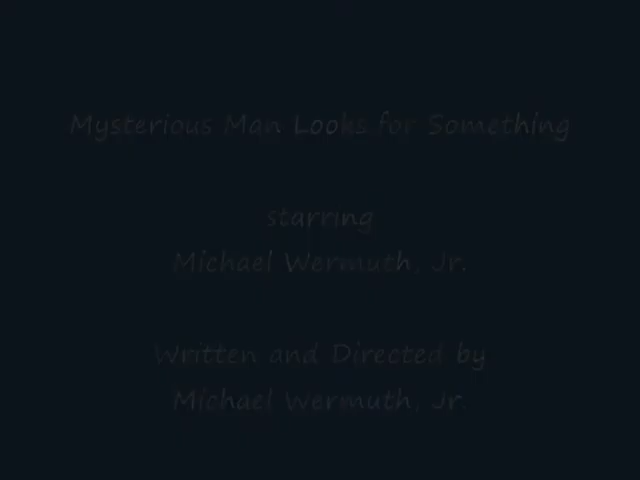 Mysterious Man Looks for Something
starring
Michael Wermuth, Jr.
Written and Directed by
Michael Wermuth, Jr.